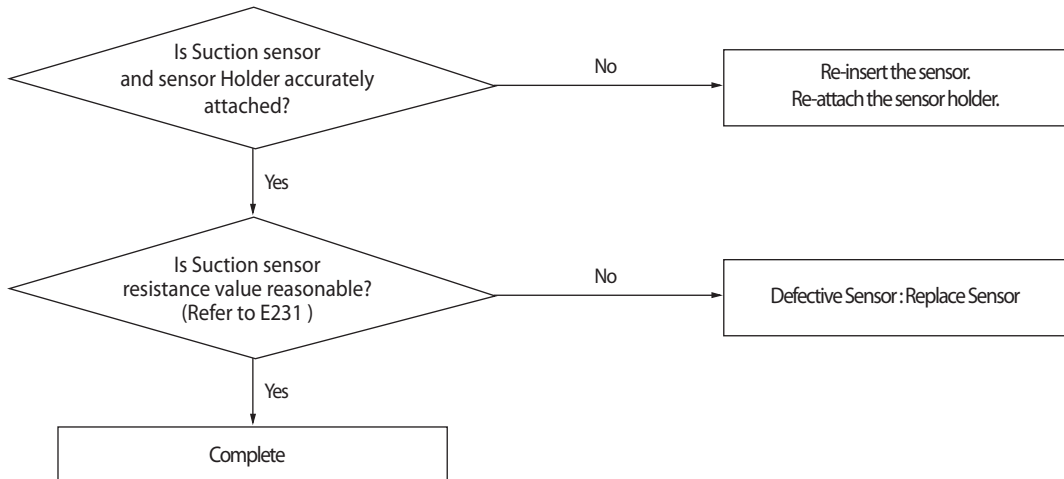 Is Suction sensor
and sensor Holder accurately
attached?
No
Re-insert the sensor.
Re-attach the sensor holder.
Yes
Is Suction sensor
resistance value reasonable?
(Refer to E231 )
No
Defective Sensor : Replace Sensor
Yes
Complete